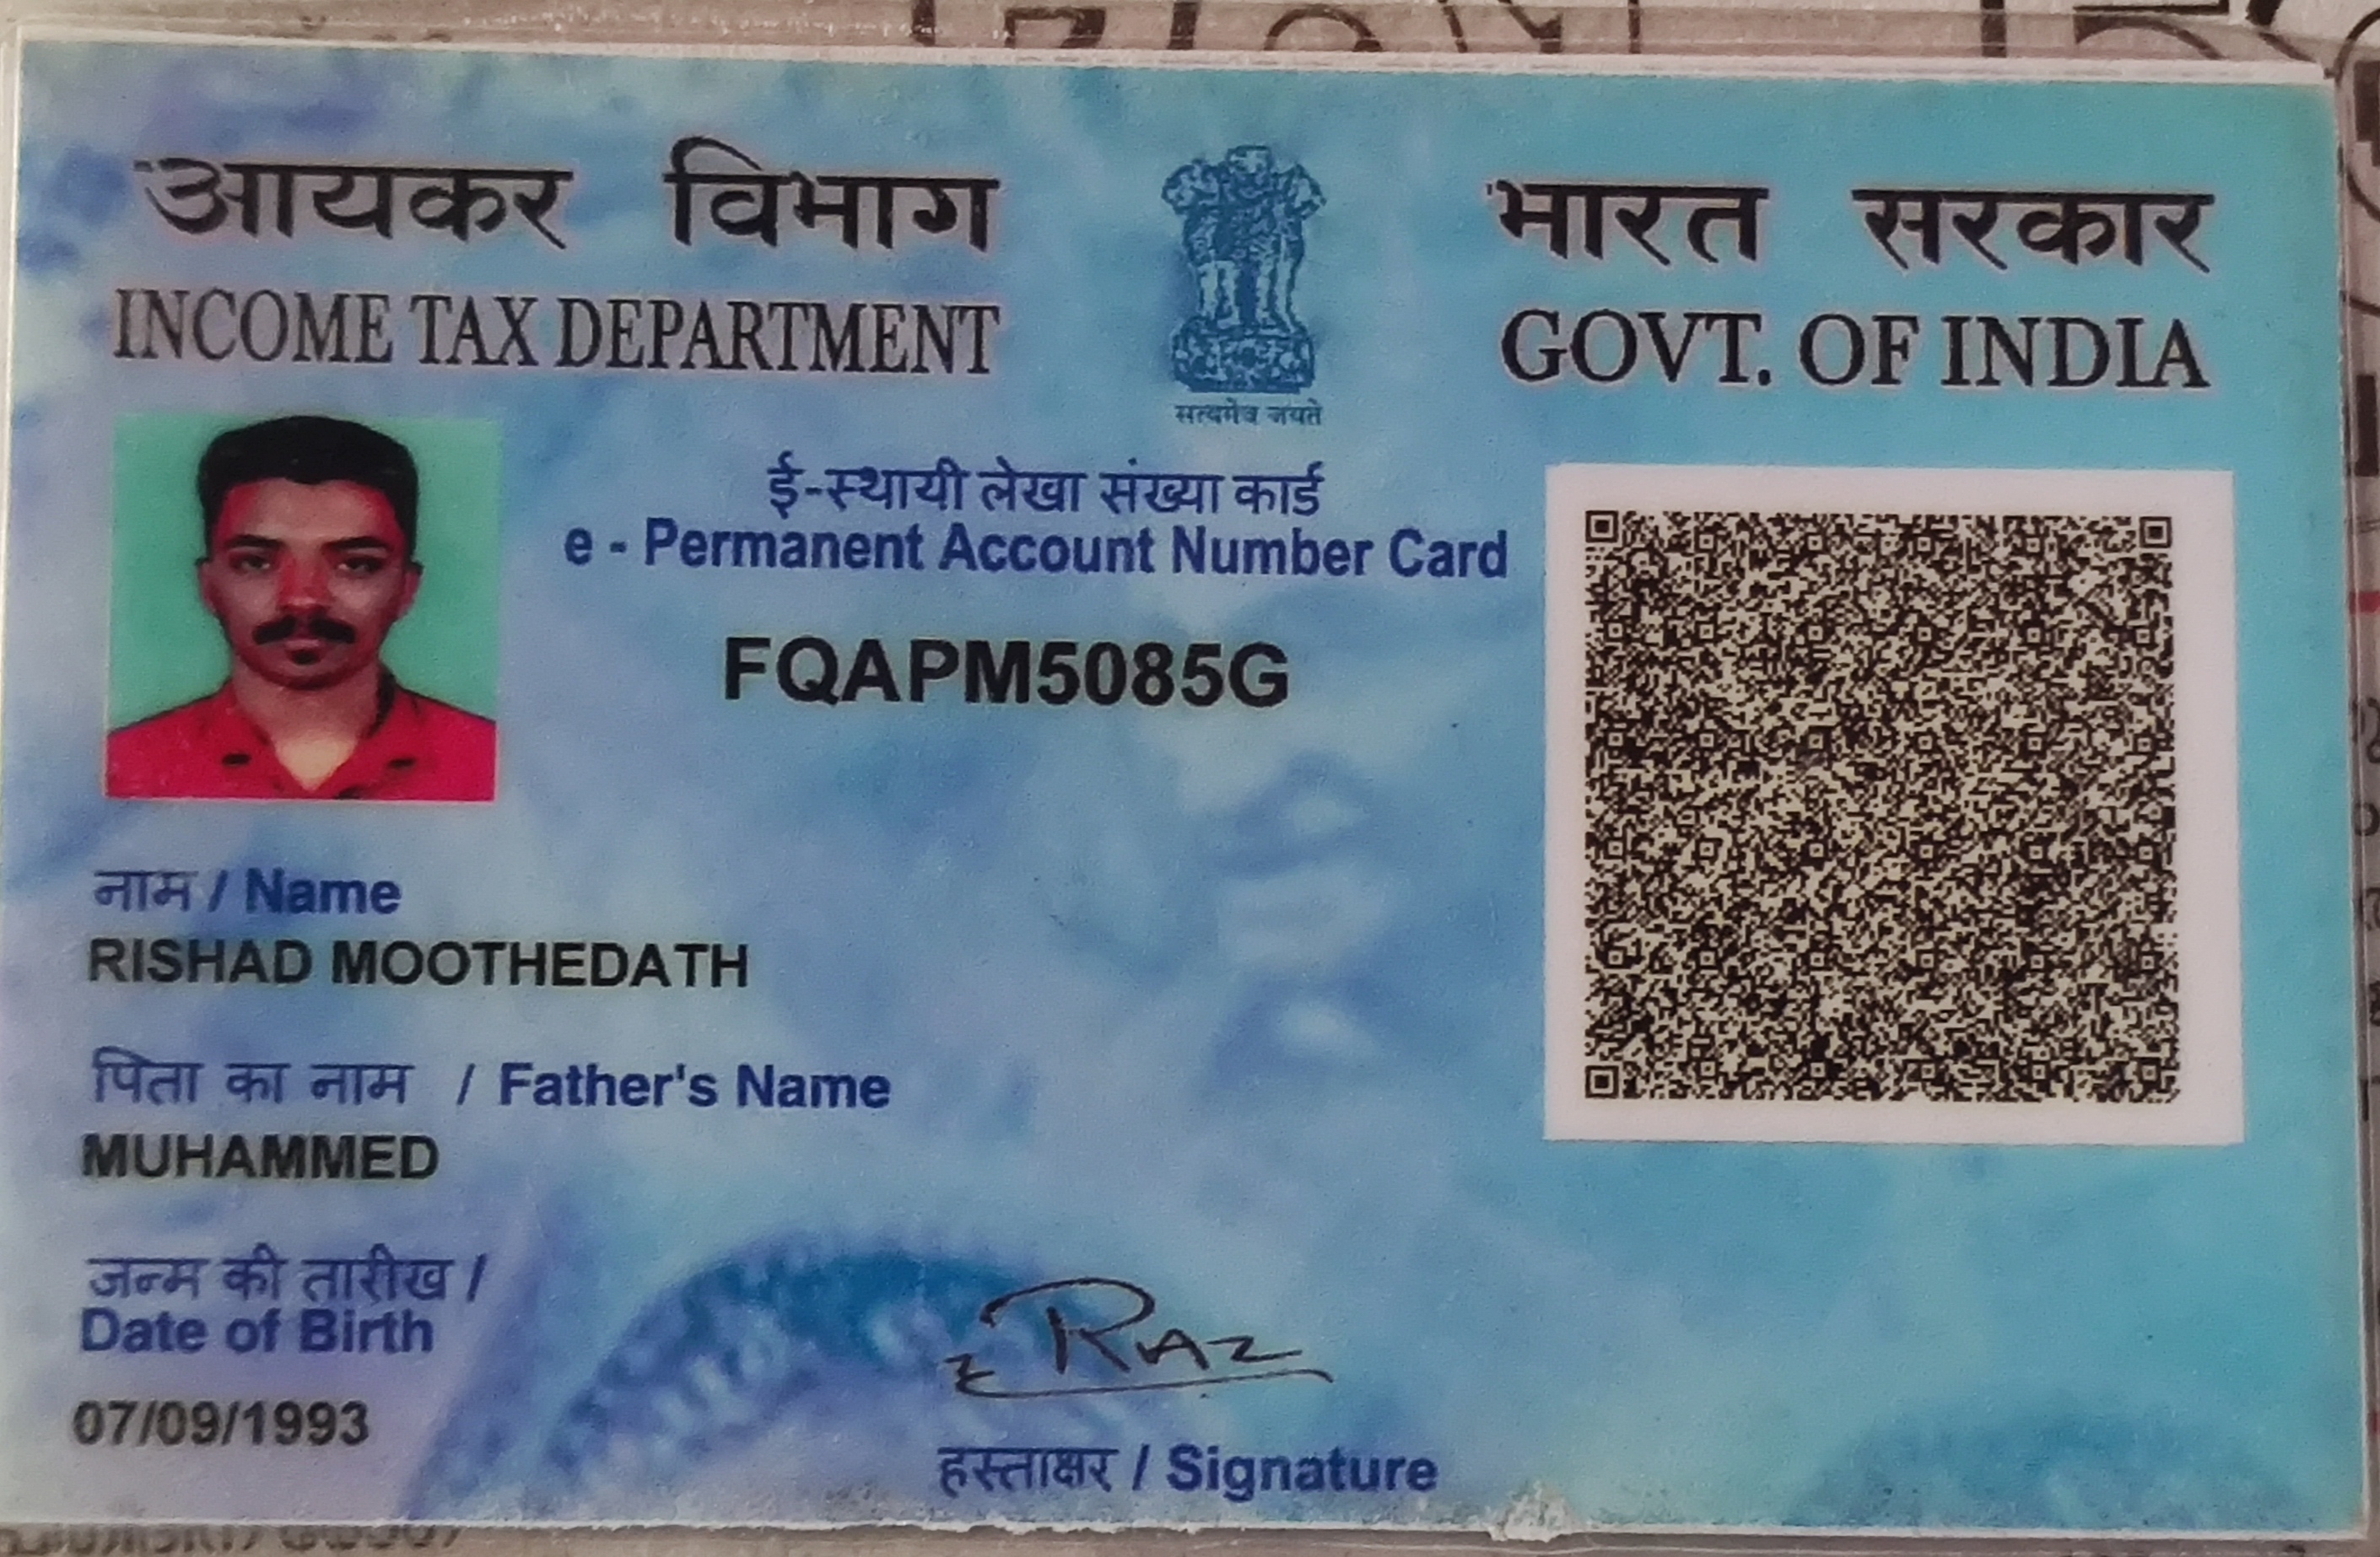 आयकर विभाग
INCOME TAX DEPARTMENT
सत्यमेव जयते
भारत सरकार
GOVT. OF INDIA
ई-स्थायी लेखा संख्या कार्ड
e - Permanent Account Number Card
FQAPM5085G
नाम / Name
RISHAD MOOTHEDATH
पिता का नाम / Father's Name
MUHAMMED
जन्म की तारीख /
Date of Birth
07/09/1993
RAZ
हस्ताक्षर / Signature